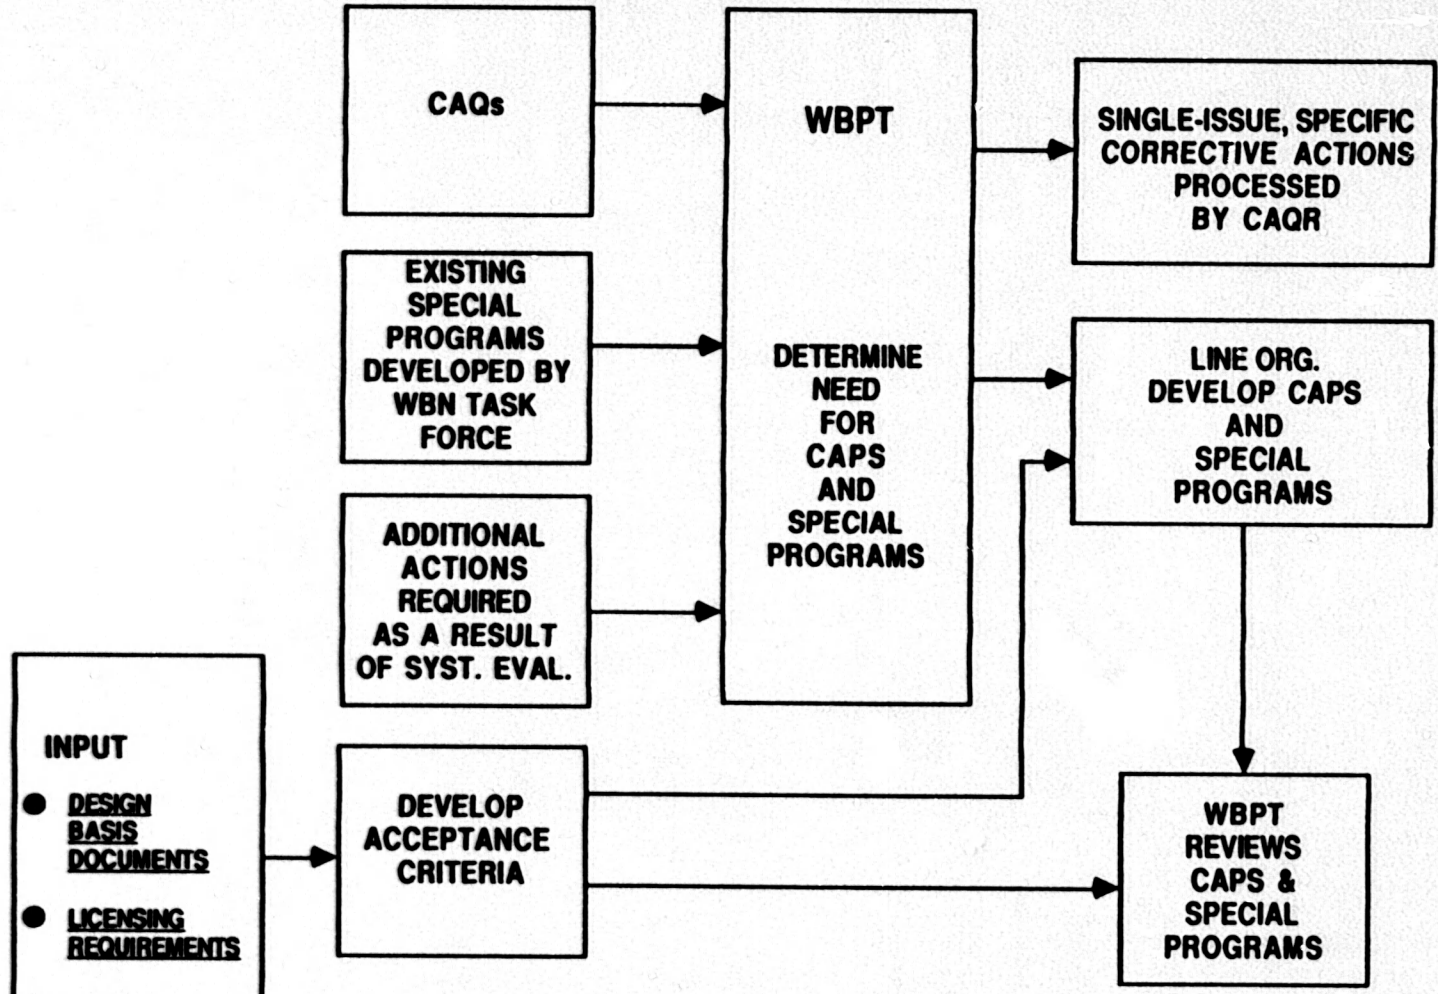 CAQs
WBPT
SINGLE-ISSUE, SPECIFIC
CORRECTIVE ACTIONS
PROCESSED
BY CAQR
EXISTING
SPECIAL
PROGRAMS
DEVELOPED BY
WBN TASK
FORCE
DETERMINE
NEED
FOR
CAPS
AND
SPECIAL
PROGRAMS
LINE ORG.
DEVELOP CAPS
AND
SPECIAL
PROGRAMS
ADDITIONAL
ACTIONS
REQUIRED
AS A RESULT
OF SYST. EVAL.
INPUT
● DESIGN
BASIS
DOCUMENTS
● LICENSING
REQUIREMENTS
DEVELOP
ACCEPTANCE
CRITERIA
WBPT
REVIEWS
CAPS &
SPECIAL
PROGRAMS